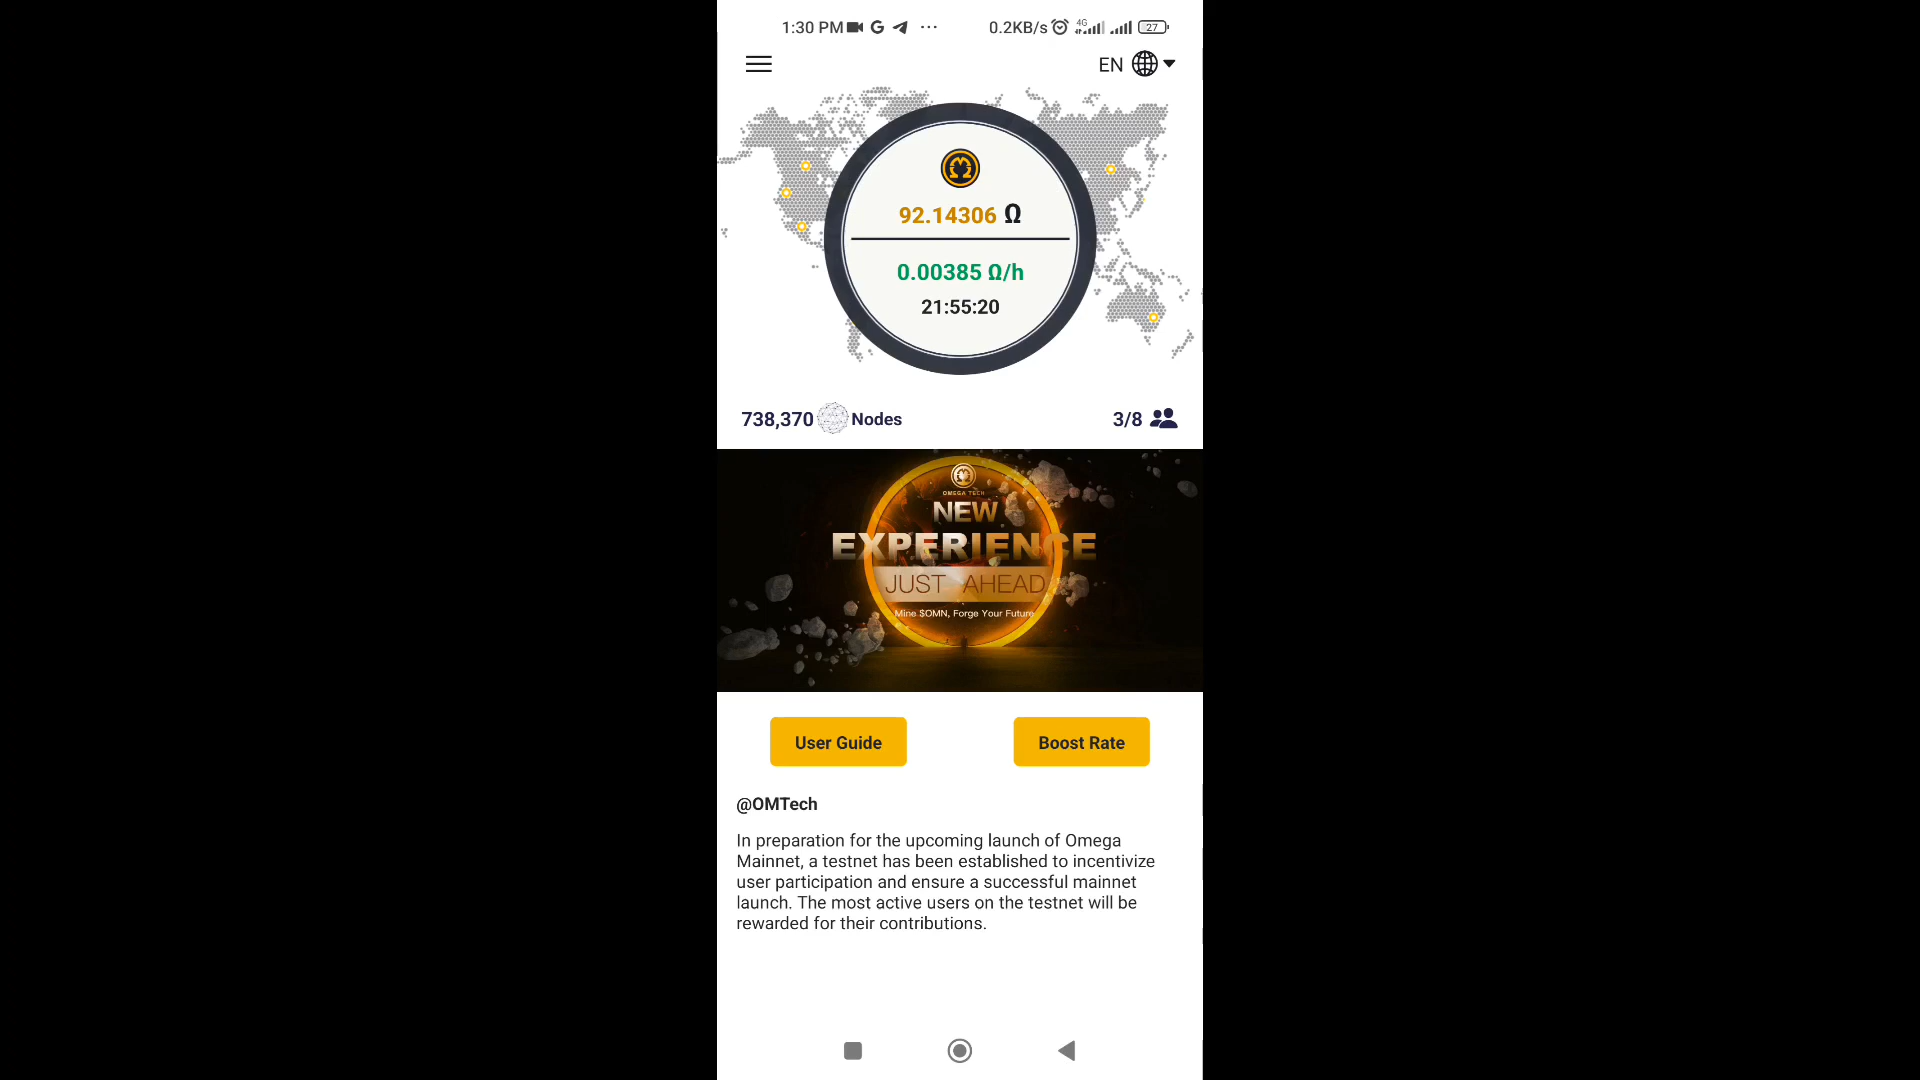 1:30 PM G ... 0.2KB/s 4G 27
EN
92.14306 Ω
0.00385 Ω/h
21:55:20
738,370 Nodes 3/8
OMEGA TECH
NEW
EXPERIENCE
JUST AHEAD
Mine $OMN, Forge Your Future
User Guide Boost Rate
@OMTech
In preparation for the upcoming launch of Omega
Mainnet, a testnet has been established to incentivize
user participation and ensure a successful mainnet
launch. The most active users on the testnet will be
rewarded for their contributions.